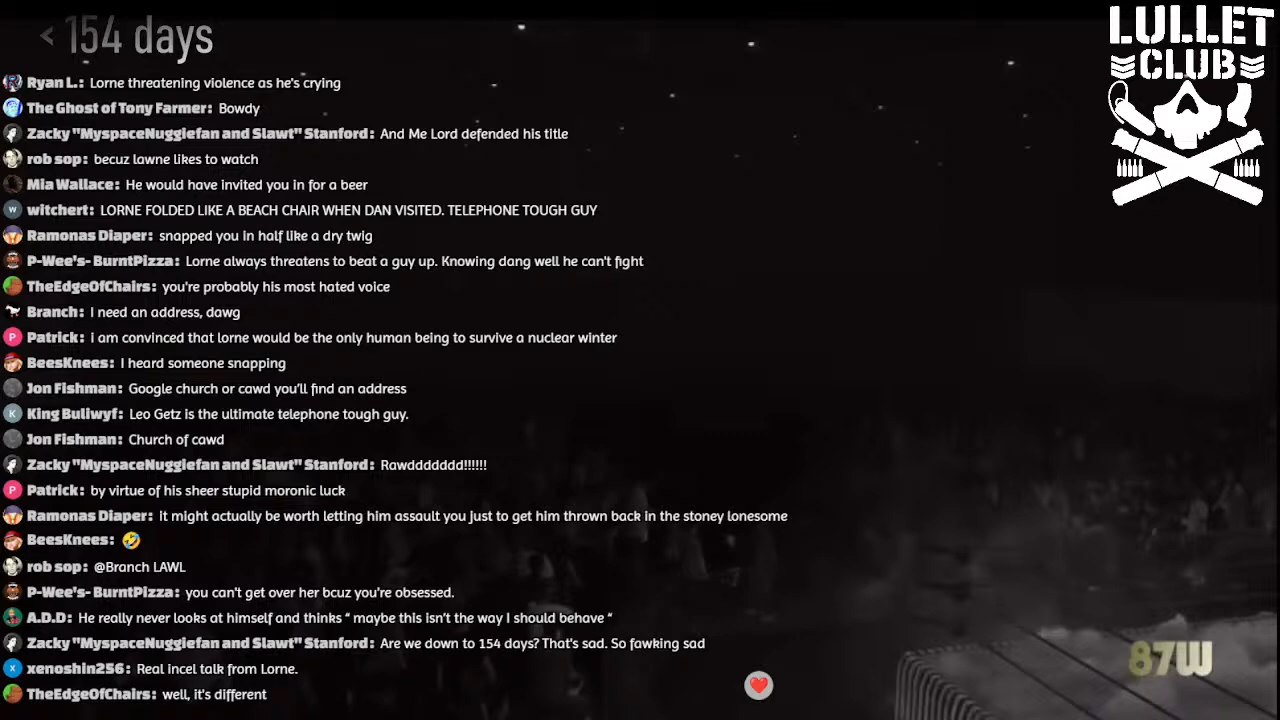 < 154 days
LULLET
CLUB
Ryan L.: Lorne threatening violence as he's crying
The Ghost of Tony Farmer: Bowdy
Zacky "MyspaceNuggiefan and Slawt" Stanford: And Me Lord defended his title
rob sop: becuz lawne likes to watch
Mia Wallace: He would have invited you in for a beer
W witchert: LORNE FOLDED LIKE A BEACH CHAIR WHEN DAN VISITED. TELEPHONE TOUGH GUY
Ramonas Diaper: snapped you in half like a dry twig
P-Wee's- BurntPizza: Lorne always threatens to beat a guy up. Knowing dang well he can't fight
TheEdgeOfChairs: you're probably his most hated voice
Branch: I need an address, dawg
P Patrick: i am convinced that lorne would be the only human being to survive a nuclear winter
BeesKnees: I heard someone snapping
Jon Fishman: Google church or cawd you'll find an address
K King Buliwyf: Leo Getz is the ultimate telephone tough guy.
Jon Fishman: Church of cawd
Zacky "MyspaceNuggiefan and Slawt" Stanford: Rawddddddd!!!!!!
P Patrick: by virtue of his sheer stupid moronic luck
Ramonas Diaper: it might actually be worth letting him assault you just to get him thrown back in the stoney lonesome
BeesKnees: 🤣
rob sop: @Branch LAWL
P-Wee's- BurntPizza: you can't get over her bcuz you're obsessed.
A.D.D: He really never looks at himself and thinks “ maybe this isn't the way I should behave “
Zacky "MyspaceNuggiefan and Slawt" Stanford: Are we down to 154 days? That's sad. So fawking sad
X xenoshin256: Real incel talk from Lorne.
TheEdgeOfChairs: well, it's different
87W